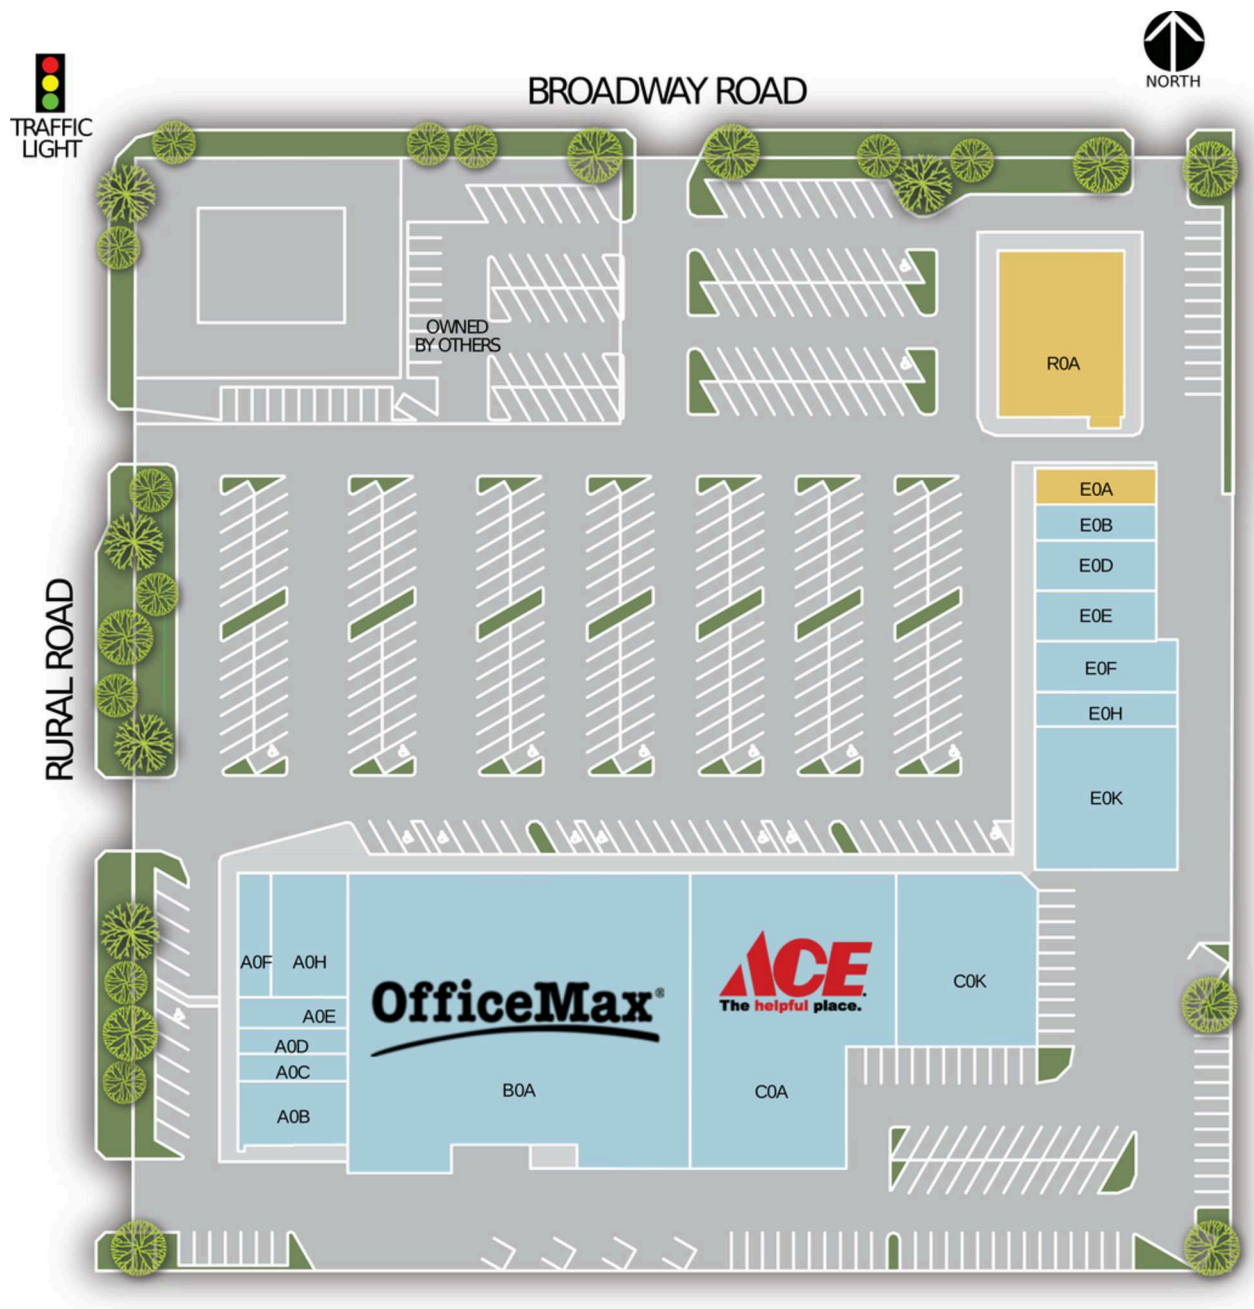 NORTH
BROADWAY ROAD
TRAFFIC
LIGHT
OWNED
BY OTHERS
R0A
E0A
E0B
E0D
E0E
E0F
E0H
E0K
RURAL ROAD
A0F
A0H
A0E
A0D
A0C
A0B
OfficeMax®
B0A
ACE
The helpful place.
C0A
C0K